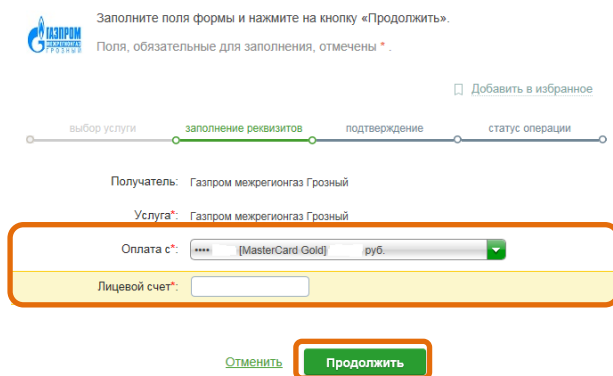 Заполните поля формы и нажмите на кнопку «Продолжить».
ГАЗПРОМ
МЕЖРЕГИОНГАЗ
ГРОЗНЫЙ
Поля, обязательные для заполнения, отмечены * .
Добавить в избранное
выбор услуги заполнение реквизитов подтверждение статус операции
Получатель: Газпром межрегионгаз Грозный
Услуга*: Газпром межрегионгаз Грозный
Оплата с*: •••• [MasterCard Gold] руб.
Лицевой счет*:
Отменить Продолжить